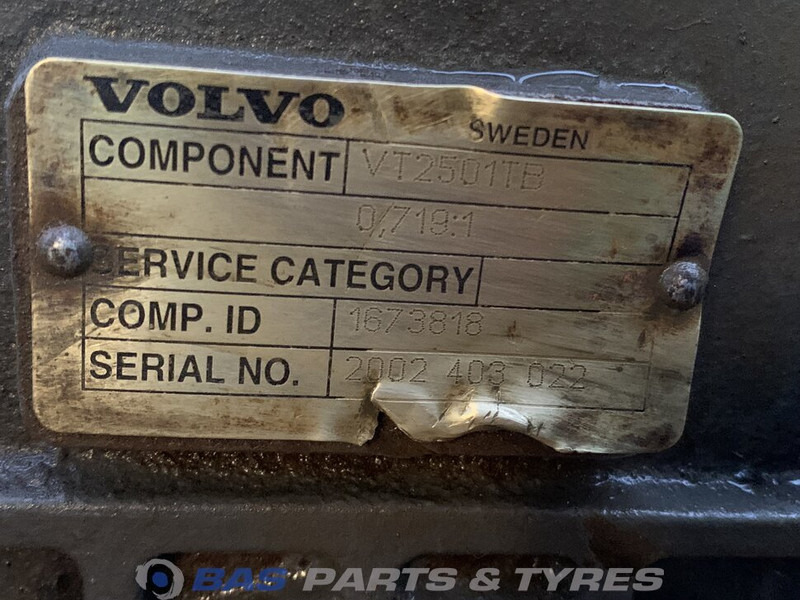 VOLVO
SWEDEN
COMPONENT VT2501TB
0,719:1
SERVICE CATEGORY
COMP. ID 1673818
SERIAL NO. 2002 403 022
BAS PARTS & TYRES